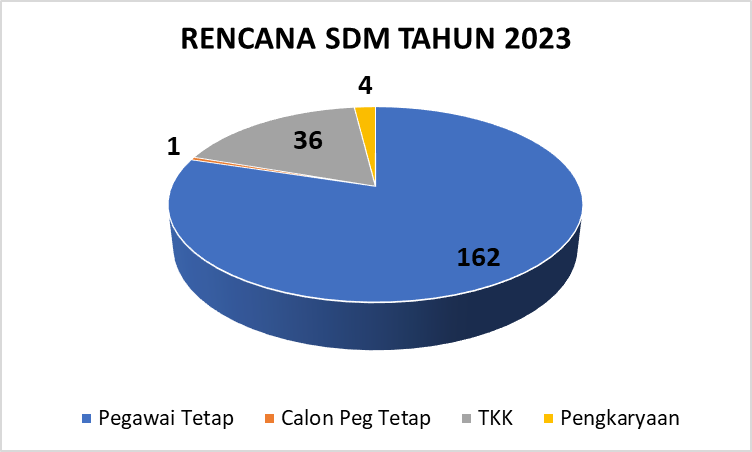 RENCANA SDM TAHUN 2023
4
1
36
162
Pegawai Tetap
Calon Peg Tetap
TKK
Pengkaryaan